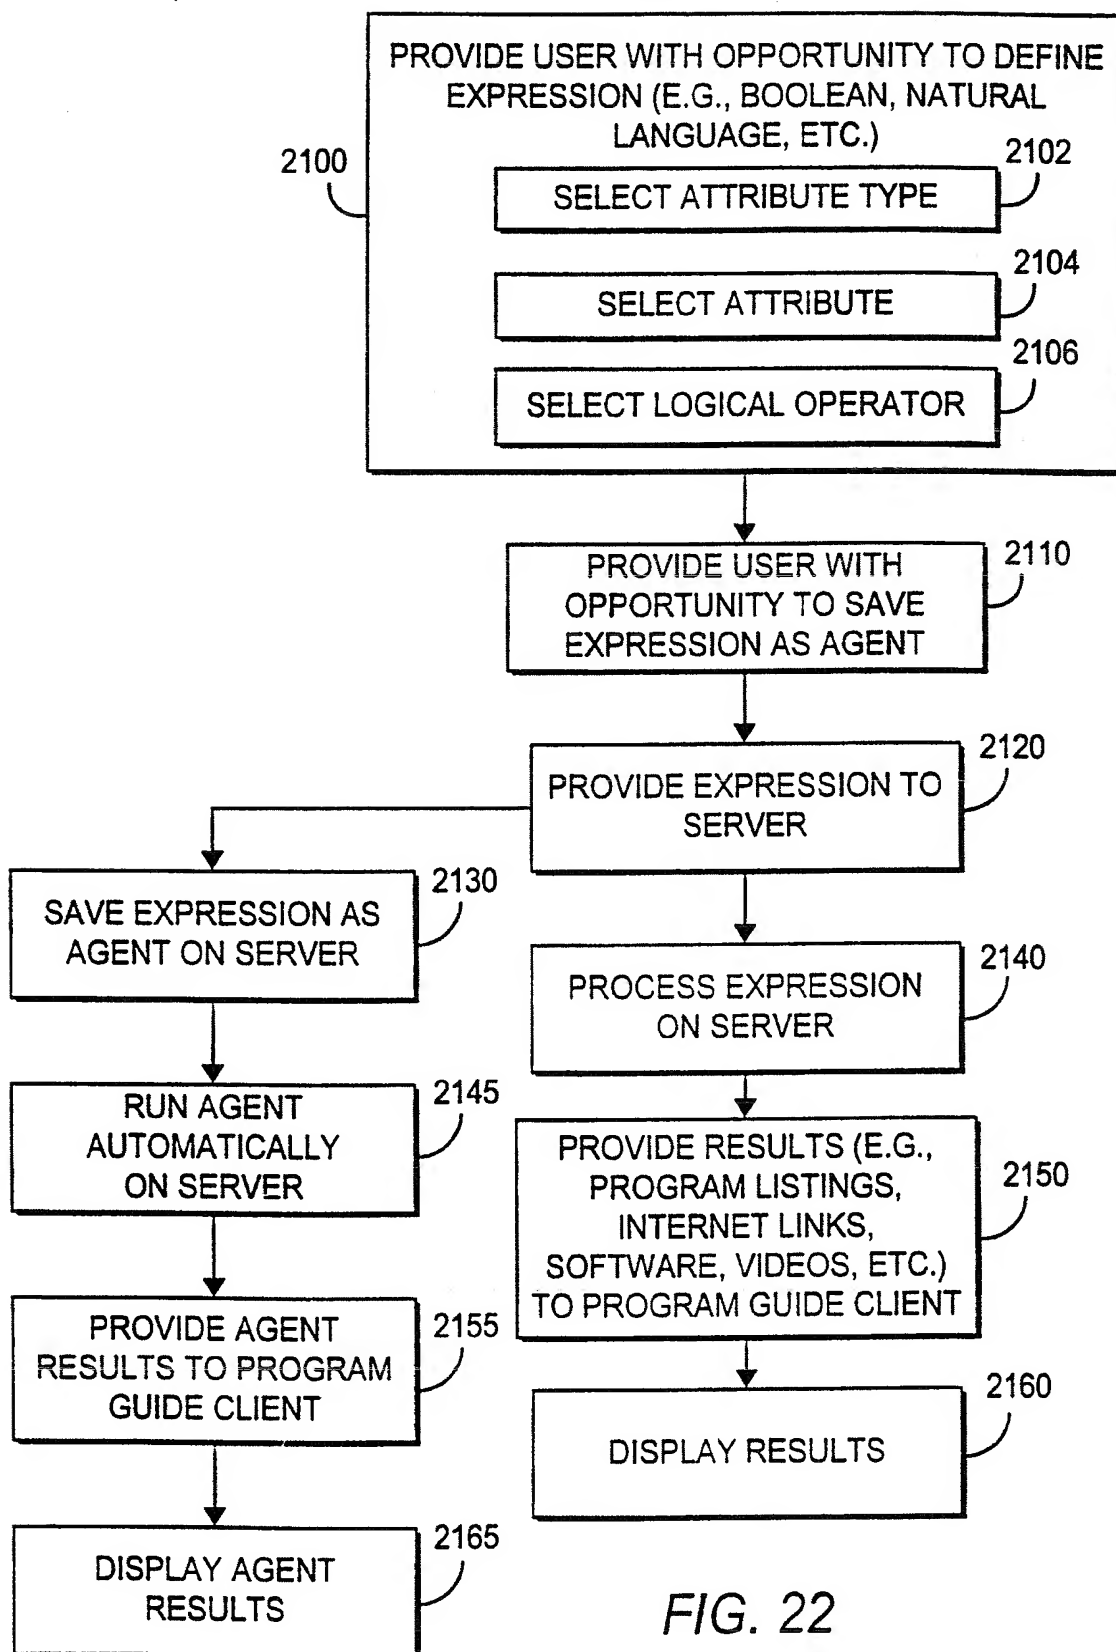 PROVIDE USER WITH OPPORTUNITY TO DEFINE
EXPRESSION (E.G., BOOLEAN, NATURAL
LANGUAGE, ETC.)
2100
2102
SELECT ATTRIBUTE TYPE
2104
SELECT ATTRIBUTE
2106
SELECT LOGICAL OPERATOR
PROVIDE USER WITH
OPPORTUNITY TO SAVE
EXPRESSION AS AGENT
2110
PROVIDE EXPRESSION TO
SERVER
2120
SAVE EXPRESSION AS
AGENT ON SERVER
2130
PROCESS EXPRESSION
ON SERVER
2140
RUN AGENT
AUTOMATICALLY
ON SERVER
2145
PROVIDE RESULTS (E.G.,
PROGRAM LISTINGS,
INTERNET LINKS,
SOFTWARE, VIDEOS, ETC.)
TO PROGRAM GUIDE CLIENT
2150
PROVIDE AGENT
RESULTS TO PROGRAM
GUIDE CLIENT
2155
DISPLAY RESULTS
2160
DISPLAY AGENT
RESULTS
2165
FIG. 22